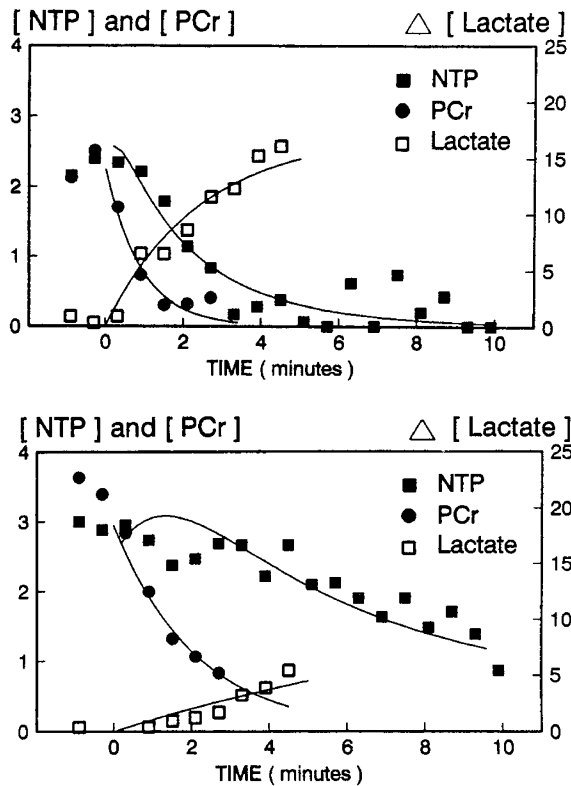 [ NTP ] and [ PCr ]
△ [ Lactate ]
4
3
2
1
0
25
20
15
10
5
0
NTP
PCr
Lactate
0 2 4 6 8 10
TIME ( minutes )
[ NTP ] and [ PCr ]
△ [ Lactate ]
4
3
2
1
0
25
20
15
10
5
0
NTP
PCr
Lactate
0 2 4 6 8 10
TIME ( minutes )